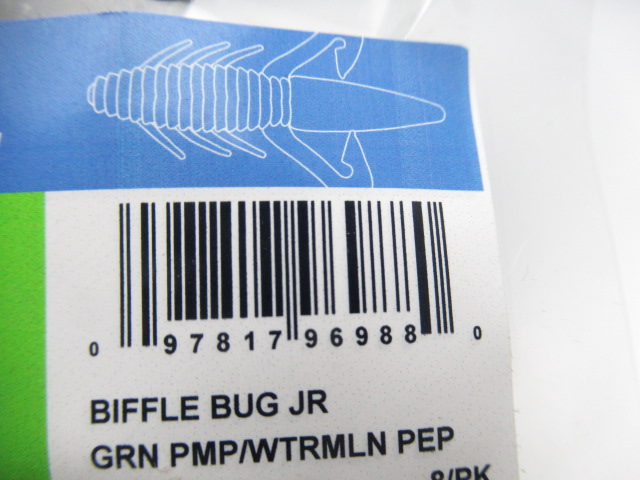 0 97817 96988 0
BIFFLE BUG JR
GRN PMP/WTRMLN PEP
8/PK